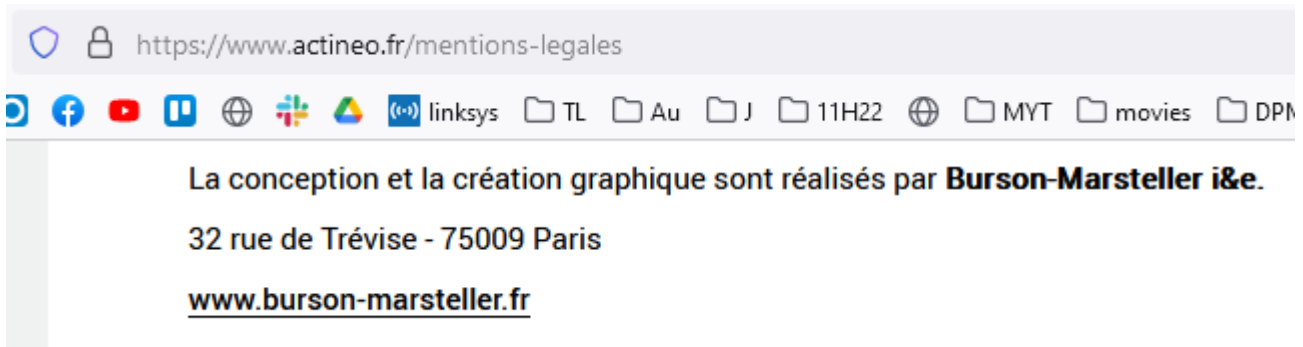 https://www.actineo.fr/mentions-legales
linksys TL Au J 11H22 MYT movies
La conception et la création graphique sont réalisés par Burson-Marsteller i&e.
32 rue de Trévise - 75009 Paris
www.burson-marsteller.fr